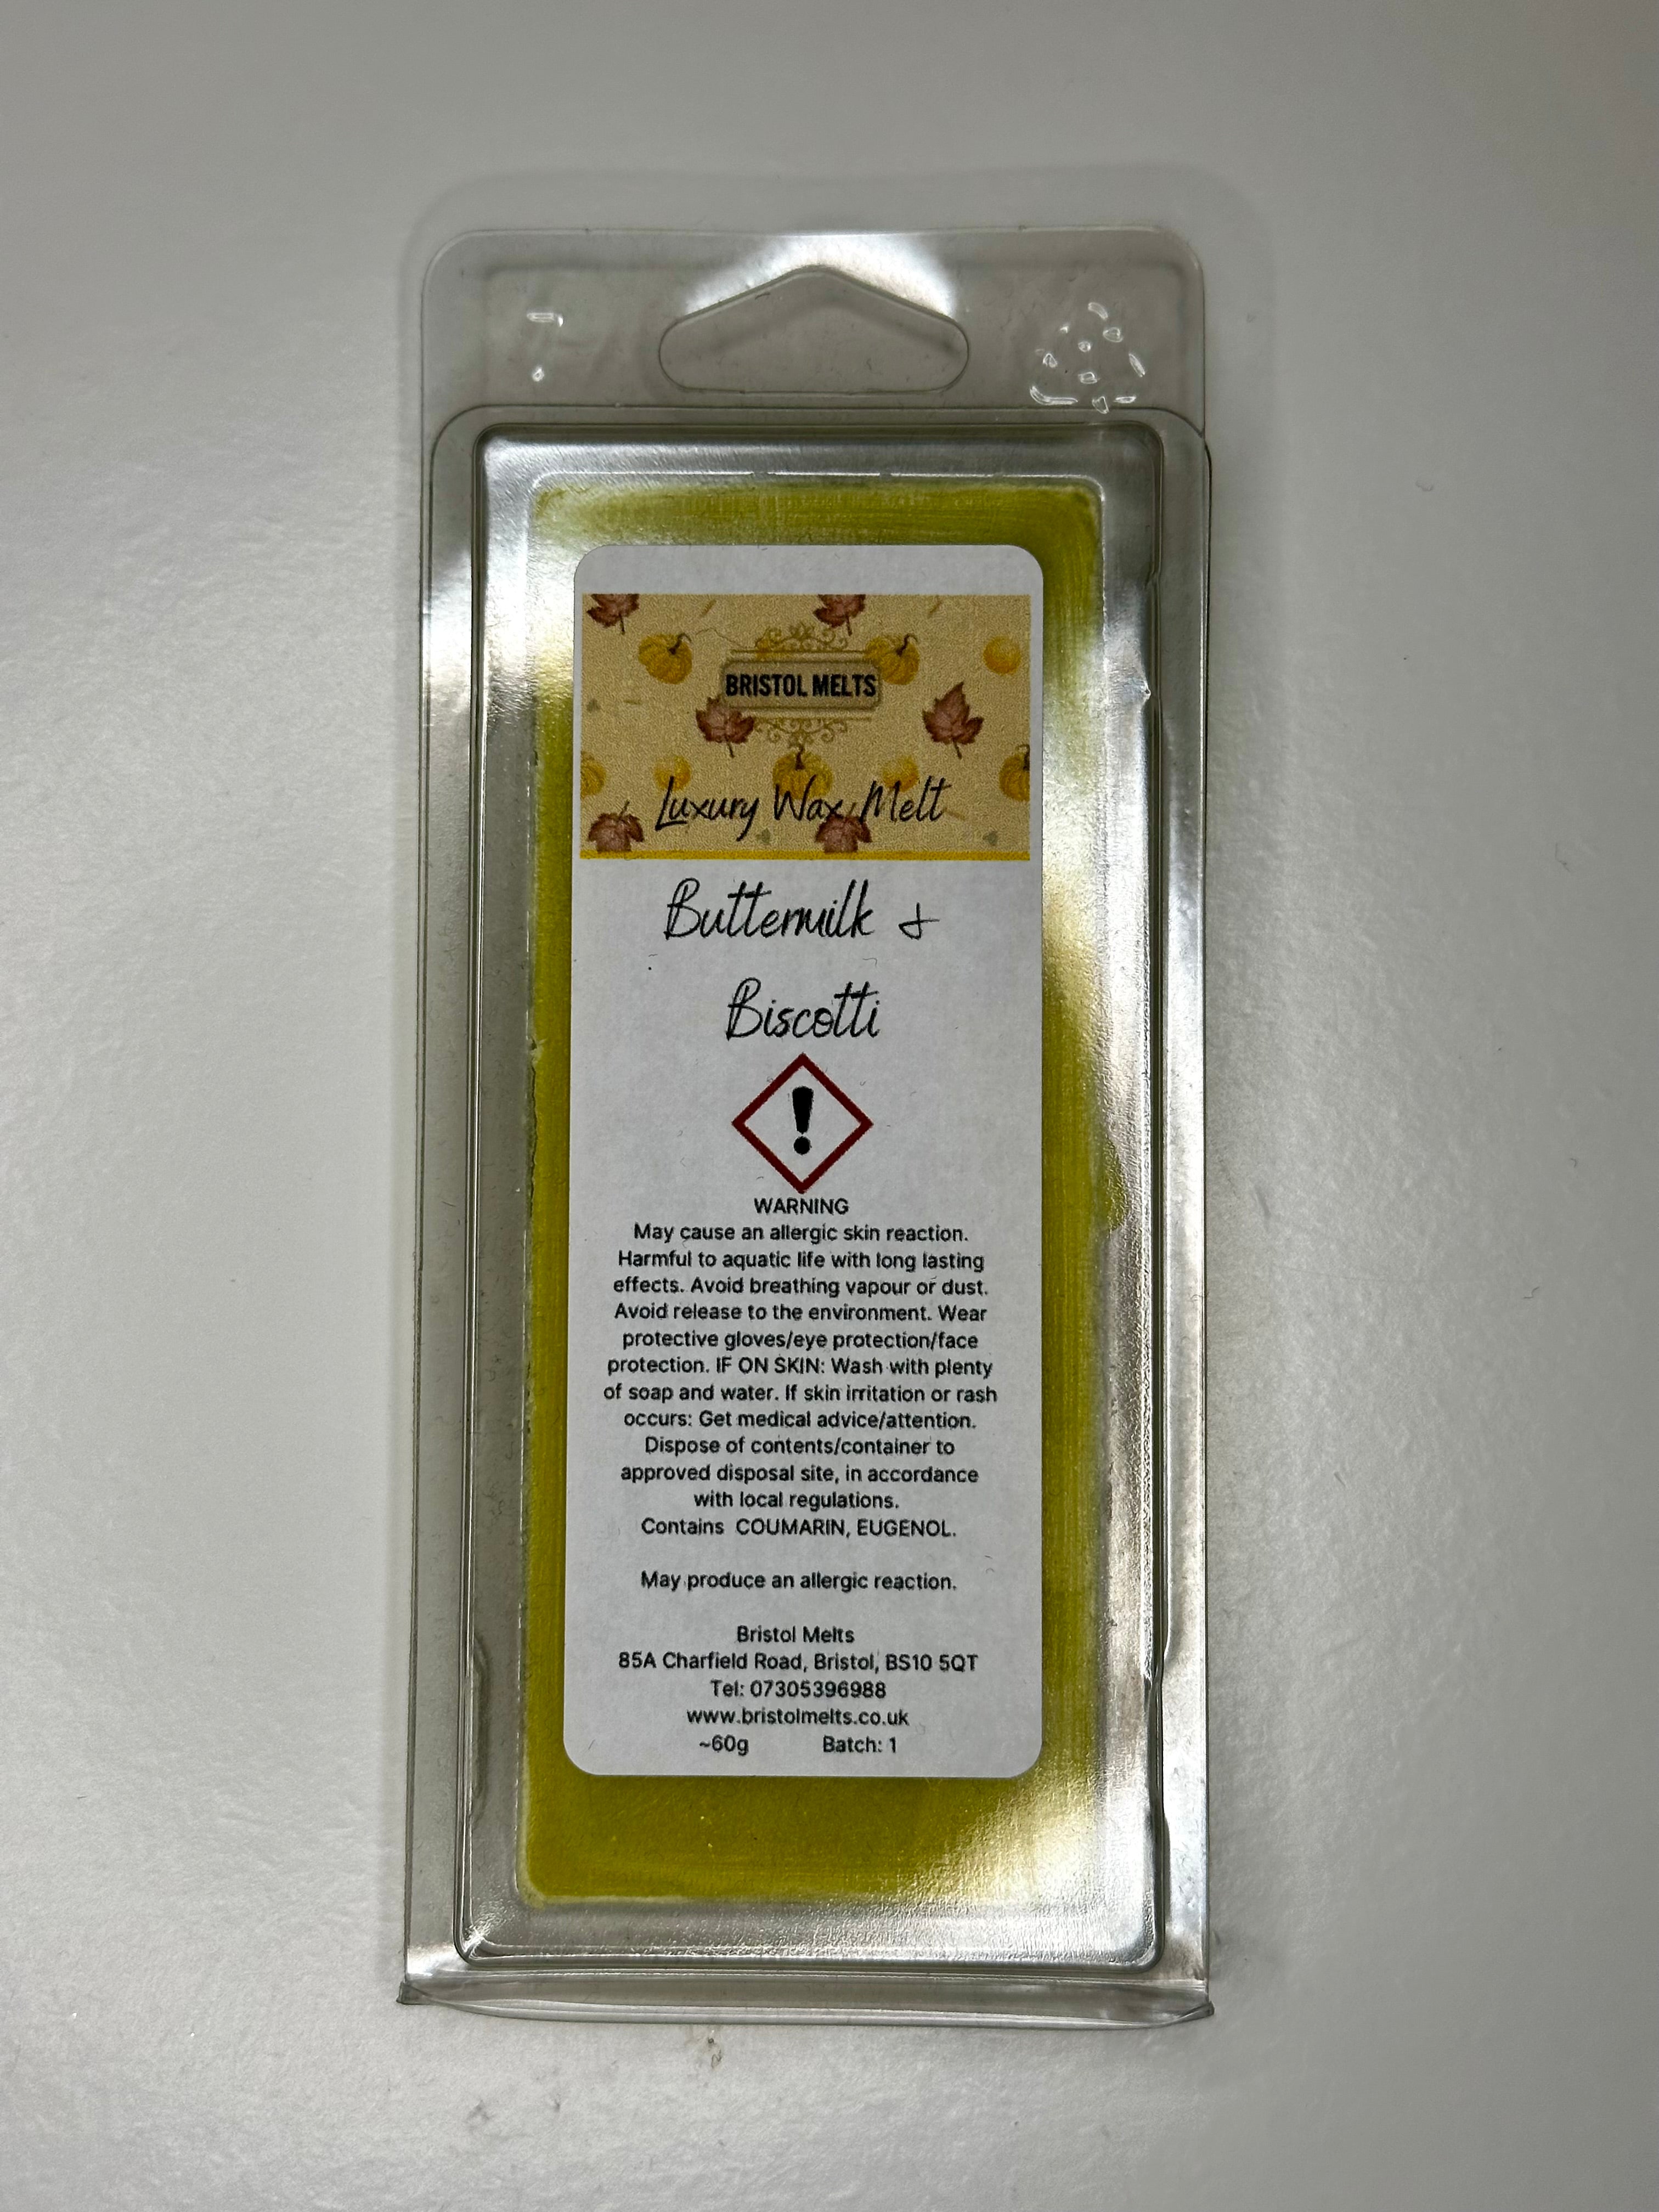 BRISTOL MELTS
Luxury Wax Melt
Buttermilk &
Biscotti
WARNING
May cause an allergic skin reaction.
Harmful to aquatic life with long lasting
effects. Avoid breathing vapour or dust.
Avoid release to the environment. Wear
protective gloves/eye protection/face
protection. IF ON SKIN: Wash with plenty
of soap and water. If skin irritation or rash
occurs: Get medical advice/attention.
Dispose of contents/container to
approved disposal site, in accordance
with local regulations.
Contains COUMARIN, EUGENOL.
May produce an allergic reaction.
Bristol Melts
85A Charfield Road, Bristol, BS10 5QT
Tel: 07305396988
www.bristolmelts.co.uk
~60g Batch: 1